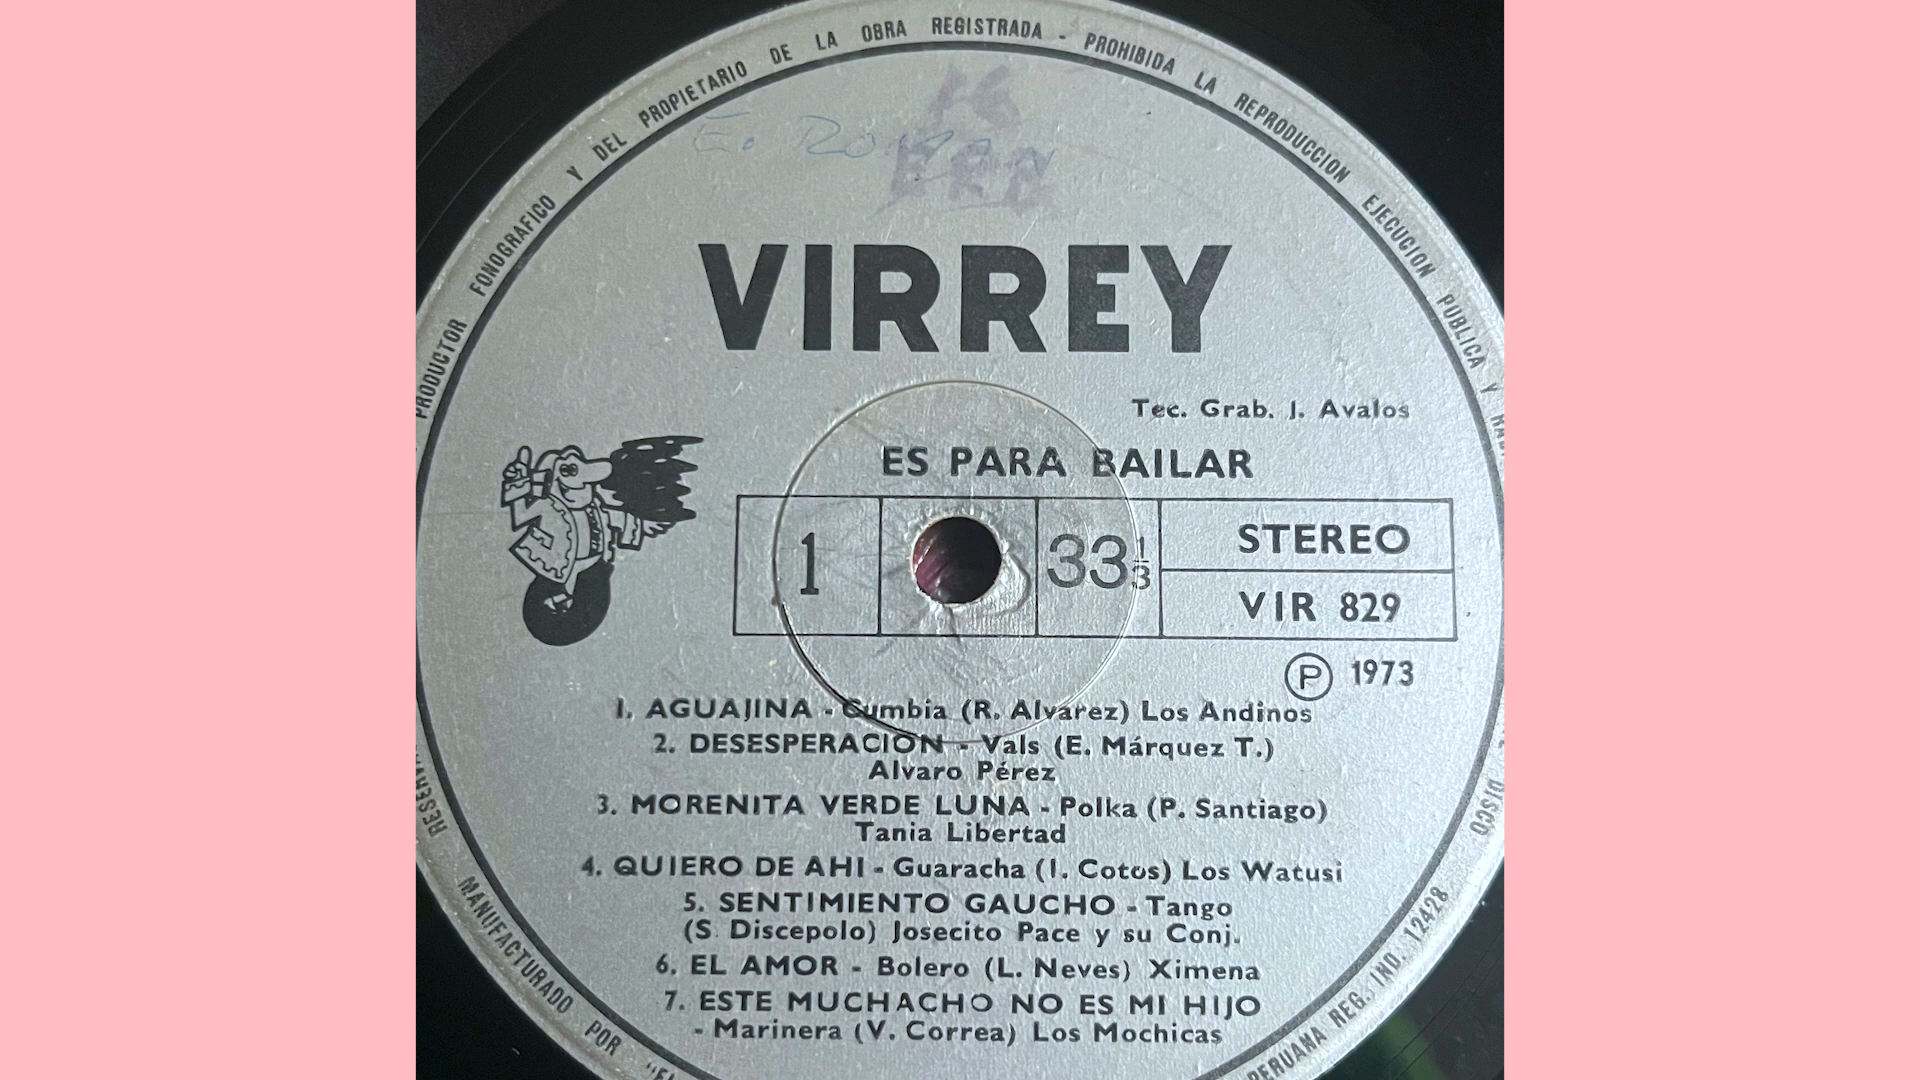 PRODUCTOR FONOGRAFICO Y DEL PROPIETARIO DE LA OBRA REGISTRADA - PROHIBIDA LA REPRODUCCION EJECUCION PUBLICA Y
DISCO
PERUANA REG. IND. 12428
MANUFACTURADO POR
VIRREY
Tec. Grab. J. Avalos
ES PARA BAILAR
1
33 1/3
STEREO
VIR 829
Ⓟ 1973
1. AGUAJINA - Cumbia (R. Alvarez) Los Andinos
2. DESESPERACION - Vals (E. Márquez T.)
Alvaro Pérez
3. MORENITA VERDE LUNA - Polka (P. Santiago)
Tania Libertad
4. QUIERO DE AHI - Guaracha (I. Cotos) Los Watusi
5. SENTIMIENTO GAUCHO - Tango
(S. Discepolo) Josecito Pace y su Conj.
6. EL AMOR - Bolero (L. Neves) Ximena
7. ESTE MUCHACHO NO ES MI HIJO
- Marinera (V. Correa) Los Mochicas